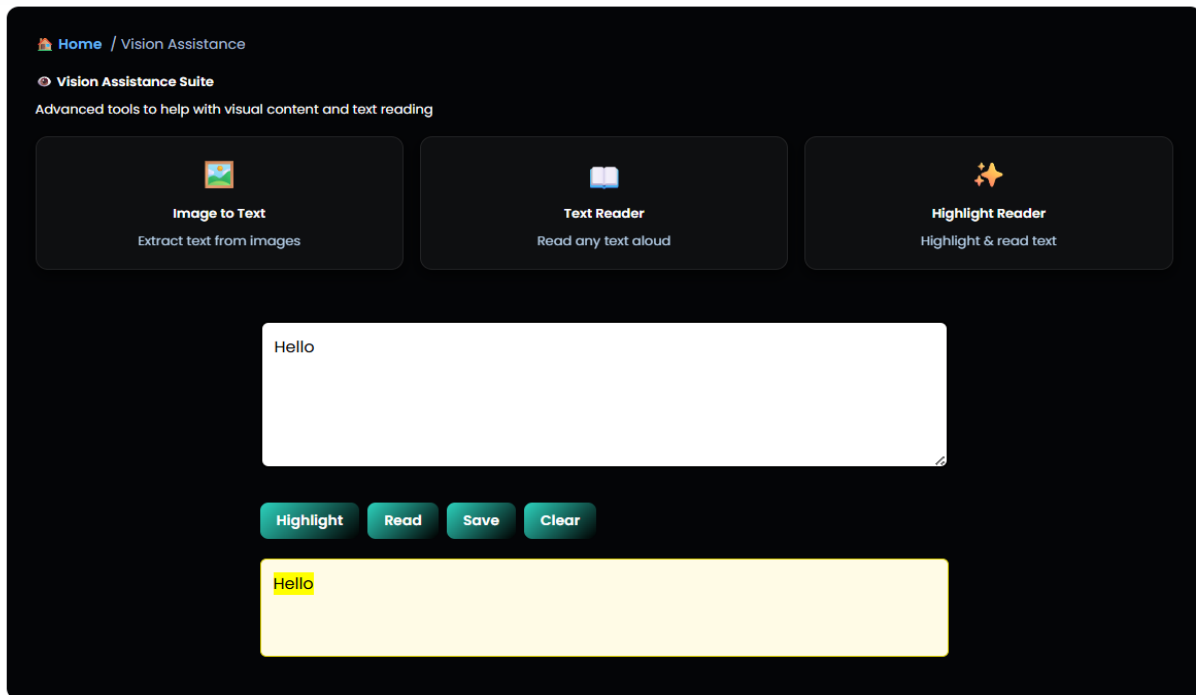 Home / Vision Assistance
Vision Assistance Suite
Advanced tools to help with visual content and text reading
Image to Text
Extract text from images
Text Reader
Read any text aloud
Highlight Reader
Highlight & read text
Hello
Highlight Read Save Clear
Hello